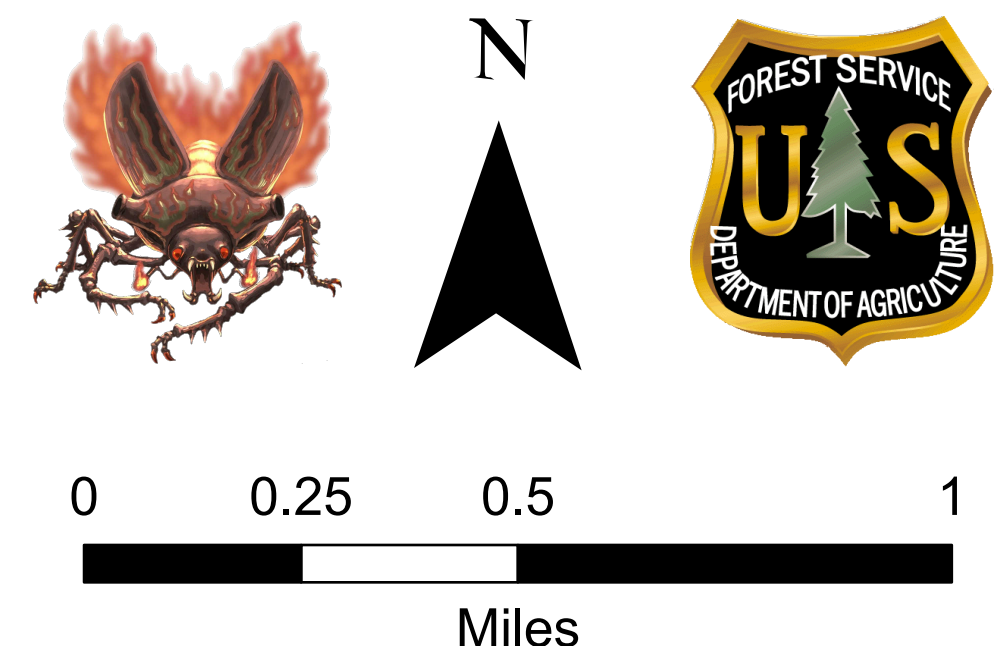 N
FOREST SERVICE
U S
DEPARTMENT OF AGRICULTURE
0 0.25 0.5 1
Miles